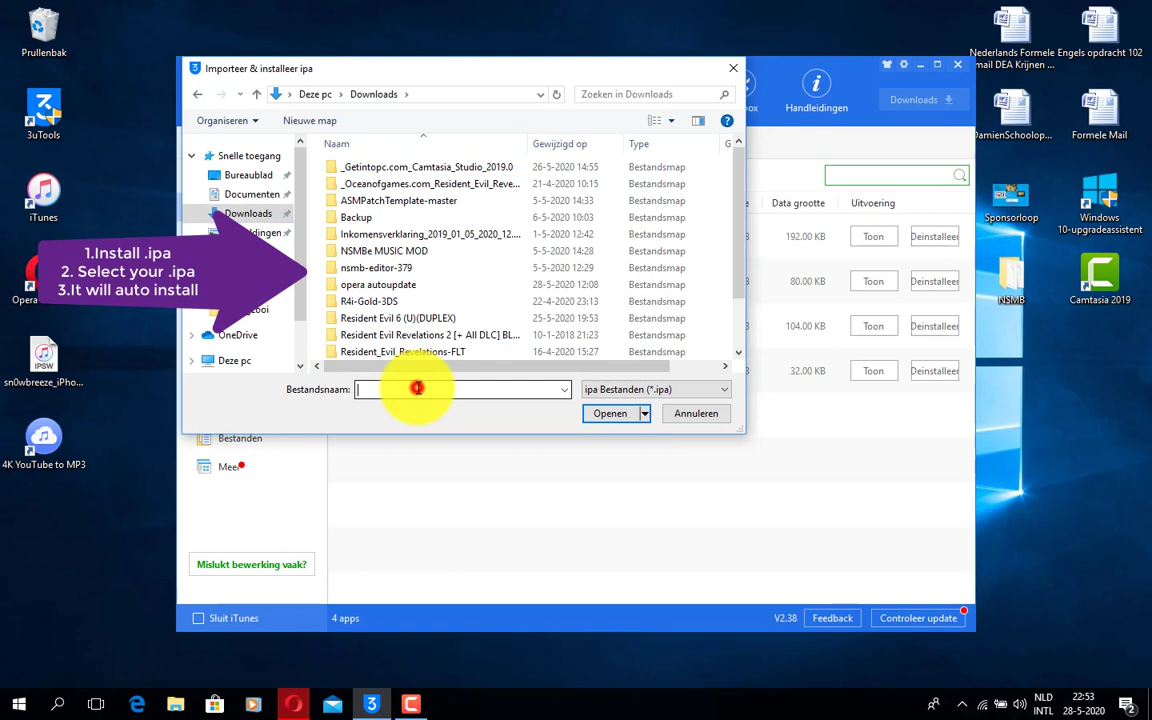 Prullenbak
3uTools
iTunes
Opera
IPSW
sn0wbreeze_iPho...
4K YouTube to MP3
Importeer & installeer ipa
Deze pc
Downloads
Zoeken in Downloads
Organiseren
Nieuwe map
Snelle toegang
Bureaublad
Documenten
Downloads
OneDrive
Deze pc
Naam
Gewijzigd op
Type
G
_Getintopc.com_Camtasia_Studio_2019.0 26-5-2020 14:55 Bestandsmap
_Oceanofgames.com_Resident_Evil_Reve... 21-4-2020 10:15 Bestandsmap
ASMPatchTemplate-master 5-5-2020 14:33 Bestandsmap
Backup 6-5-2020 10:03 Bestandsmap
Inkomensverklaring_2019_01_05_2020_12.... 1-5-2020 12:42 Bestandsmap
NSMBe MUSIC MOD 5-5-2020 14:28 Bestandsmap
nsmb-editor-379 5-5-2020 12:29 Bestandsmap
opera autoupdate 28-5-2020 12:08 Bestandsmap
R4i-Gold-3DS 22-4-2020 23:13 Bestandsmap
Resident Evil 6 (U)(DUPLEX) 25-5-2020 19:53 Bestandsmap
Resident Evil Revelations 2 [+ All DLC] BL... 10-1-2018 21:23 Bestandsmap
Resident_Evil_Revelations-FLT 16-4-2020 15:27 Bestandsmap
Bestandsnaam:
ipa Bestanden (*.ipa)
Openen
Annuleren
1.Install .ipa
2. Select your .ipa
3.It will auto install
Handleidingen
Downloads
Data grootte
Uitvoering
192.00 KB Toon Deinstalleer
80.00 KB Toon Deinstalleer
104.00 KB Toon Deinstalleer
32.00 KB Toon Deinstalleer
Bestanden
Meer
Mislukt bewerking vaak?
Sluit iTunes
4 apps
V2.38
Feedback
Controleer update
Nederlands Formele
mail DEA Krijnen ...
Engels opdracht 102
DamienSchoolop...
Formele Mail
Sponsorloop
Windows
10-upgradeassistent
NSMB
Camtasia 2019
NLD
INTL
22:53
28-5-2020
2